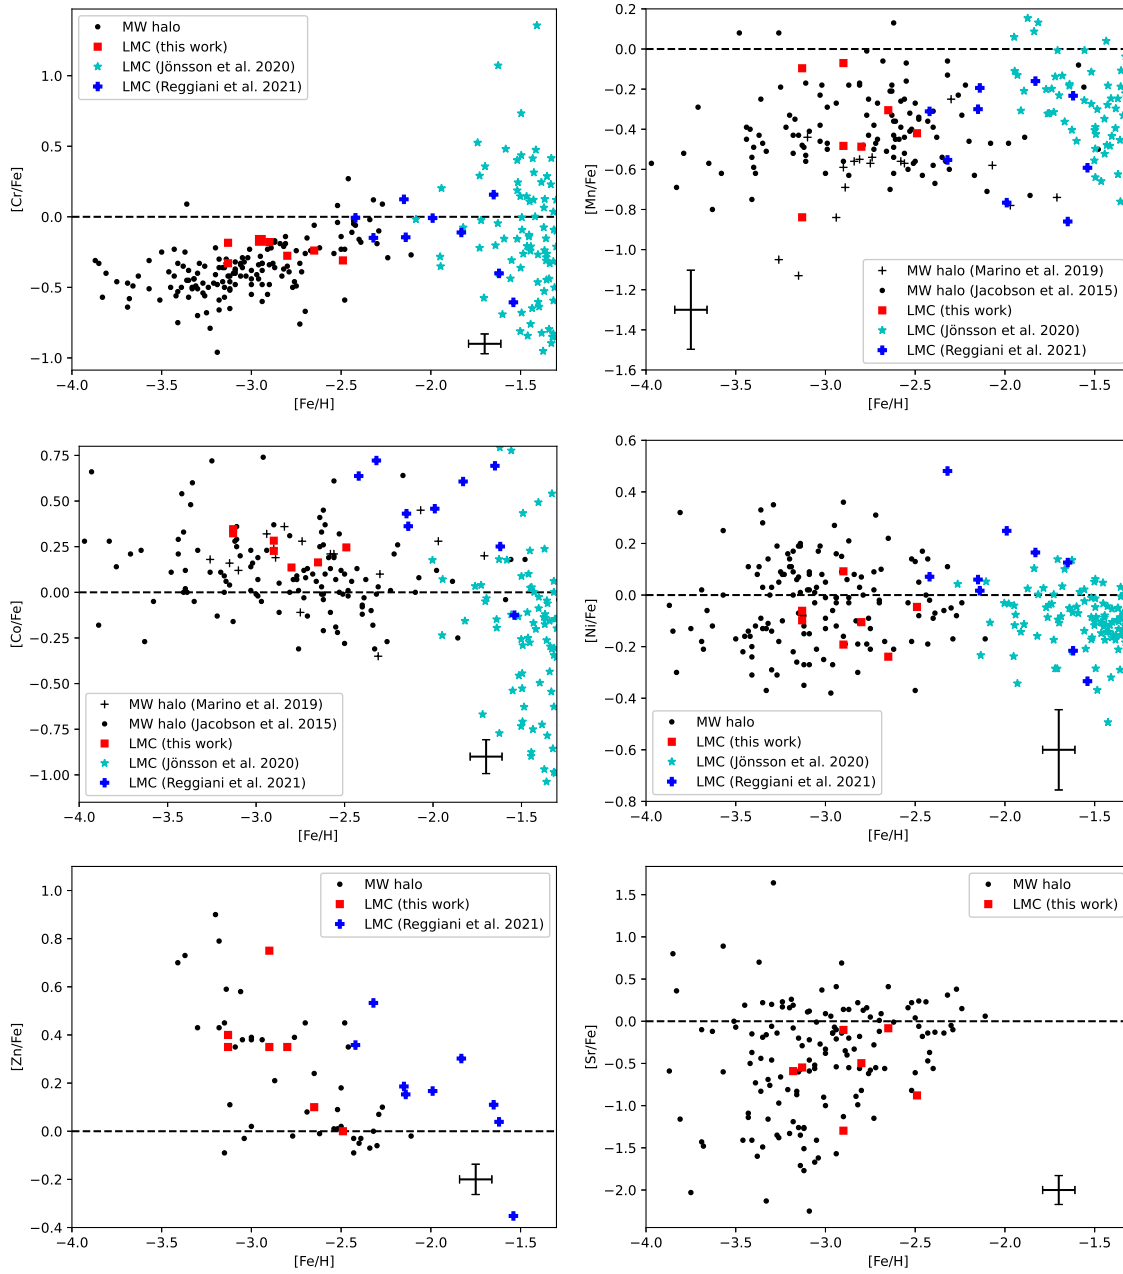 MW halo
LMC (this work)
LMC (Jönsson et al. 2020)
LMC (Reggiani et al. 2021)
[Cr/Fe]
1.0
0.5
0.0
−0.5
−1.0
−4.0 −3.5 −3.0 −2.5 −2.0 −1.5
[Fe/H]
[Mn/Fe]
0.2
0.0
−0.2
−0.4
−0.6
−0.8
−1.0
−1.2
−1.4
−1.6
MW halo (Marino et al. 2019)
MW halo (Jacobson et al. 2015)
LMC (this work)
LMC (Jönsson et al. 2020)
LMC (Reggiani et al. 2021)
−4.0 −3.5 −3.0 −2.5 −2.0 −1.5
[Fe/H]
[Co/Fe]
0.75
0.50
0.25
0.00
−0.25
−0.50
−0.75
−1.00
MW halo (Marino et al. 2019)
MW halo (Jacobson et al. 2015)
LMC (this work)
LMC (Jönsson et al. 2020)
LMC (Reggiani et al. 2021)
−4.0 −3.5 −3.0 −2.5 −2.0 −1.5
[Fe/H]
[Ni/Fe]
0.6
0.4
0.2
0.0
−0.2
−0.4
−0.6
−0.8
MW halo
LMC (this work)
LMC (Jönsson et al. 2020)
LMC (Reggiani et al. 2021)
−4.0 −3.5 −3.0 −2.5 −2.0 −1.5
[Fe/H]
[Zn/Fe]
1.0
0.8
0.6
0.4
0.2
0.0
−0.2
−0.4
MW halo
LMC (this work)
LMC (Reggiani et al. 2021)
−4.0 −3.5 −3.0 −2.5 −2.0 −1.5
[Fe/H]
[Sr/Fe]
1.5
1.0
0.5
0.0
−0.5
−1.0
−1.5
−2.0
MW halo
LMC (this work)
−4.0 −3.5 −3.0 −2.5 −2.0 −1.5
[Fe/H]